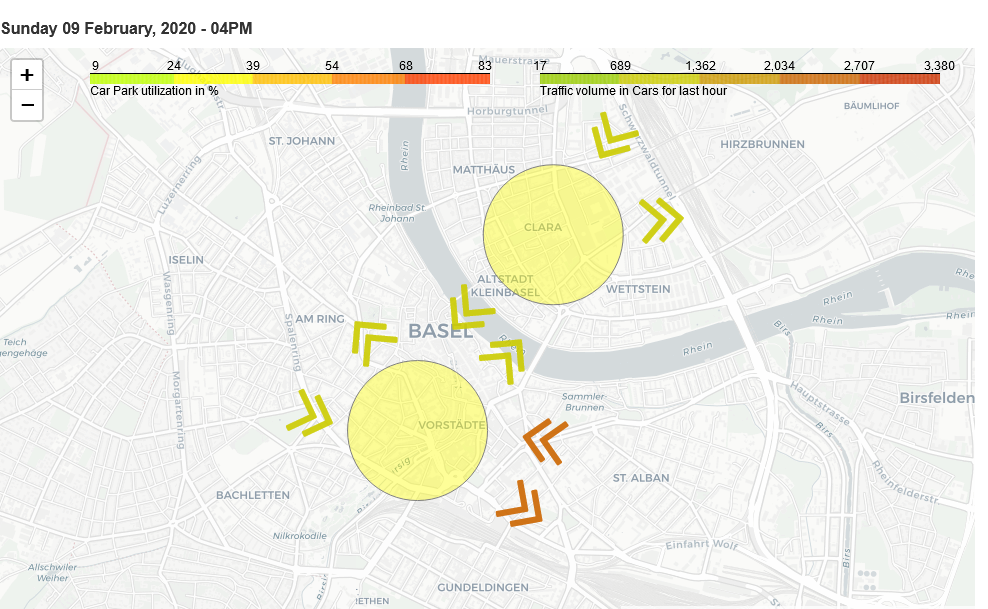 Sunday 09 February, 2020 - 04PM
+
−
9 24 39 54 68 83
Car Park utilization in %
17 689 1,362 2,034 2,707 3,380
Traffic volume in Cars for last hour
Mauerstrasse
Horburgtunnel
Schwarzwaldtunnel
BÄUMLIHOF
ST. JOHANN
Rhein
HIRZBRUNNEN
Luzernerring
MATTHÄUS
Rheinbad St.
Johann
CLARA
ISELIN
Wasgenring
ALTSTADT
KLEINBASEL
WETTSTEIN
Rhein
Rhein
Rhein
Rhein
AM RING
BASEL
Spalenring
Birs
Teich
Rhein
Morgartenring
Hauptstrasse
Sammler-
Brunnen
Birsfelden
VORSTÄDTE
Birs
BACHLETTEN
ST. ALBAN
Rheinfelderstr.
Nilkrokodile
Einfahrt Wolf
Birs
Allschwiler
Weiher
Birsig
GUNDELDINGEN